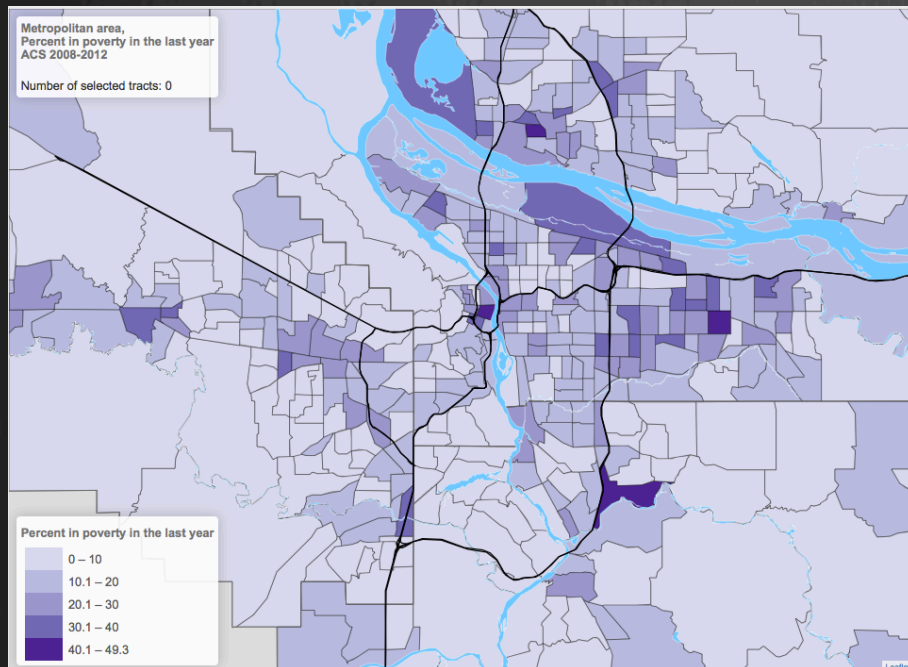 Metropolitan area,
Percent in poverty in the last year
ACS 2008-2012
Number of selected tracts: 0
Percent in poverty in the last year
0 – 10
10.1 – 20
20.1 – 30
30.1 – 40
40.1 – 49.3